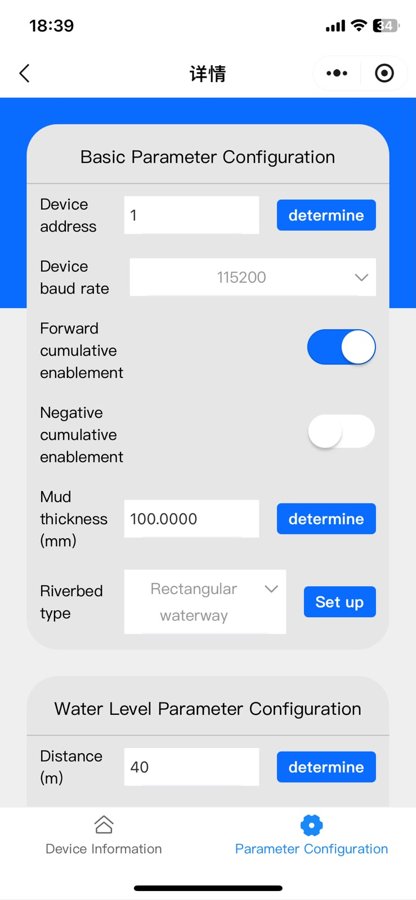 18:39
34
详情
Basic Parameter Configuration
Device
address
1
determine
Device
baud rate
115200
Forward
cumulative
enablement
Negative
cumulative
enablement
Mud
thickness
(mm)
100.0000
determine
Riverbed
type
Rectangular
waterway
Set up
Water Level Parameter Configuration
Distance
(m)
40
determine
Device Information
Parameter Configuration